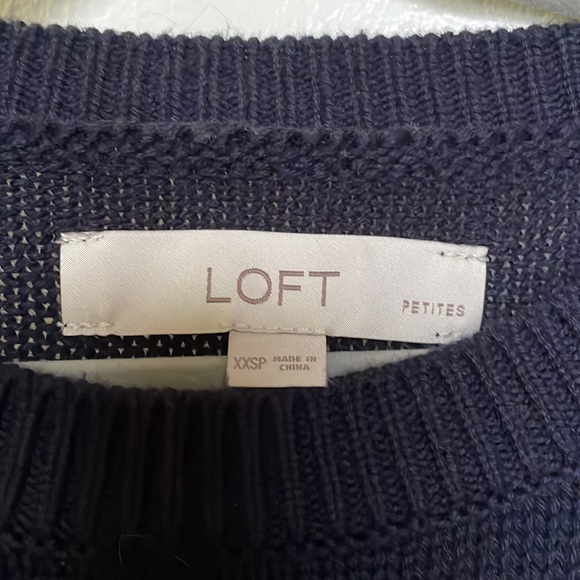 LOFT
PETITES
XXSP MADE IN
CHINA